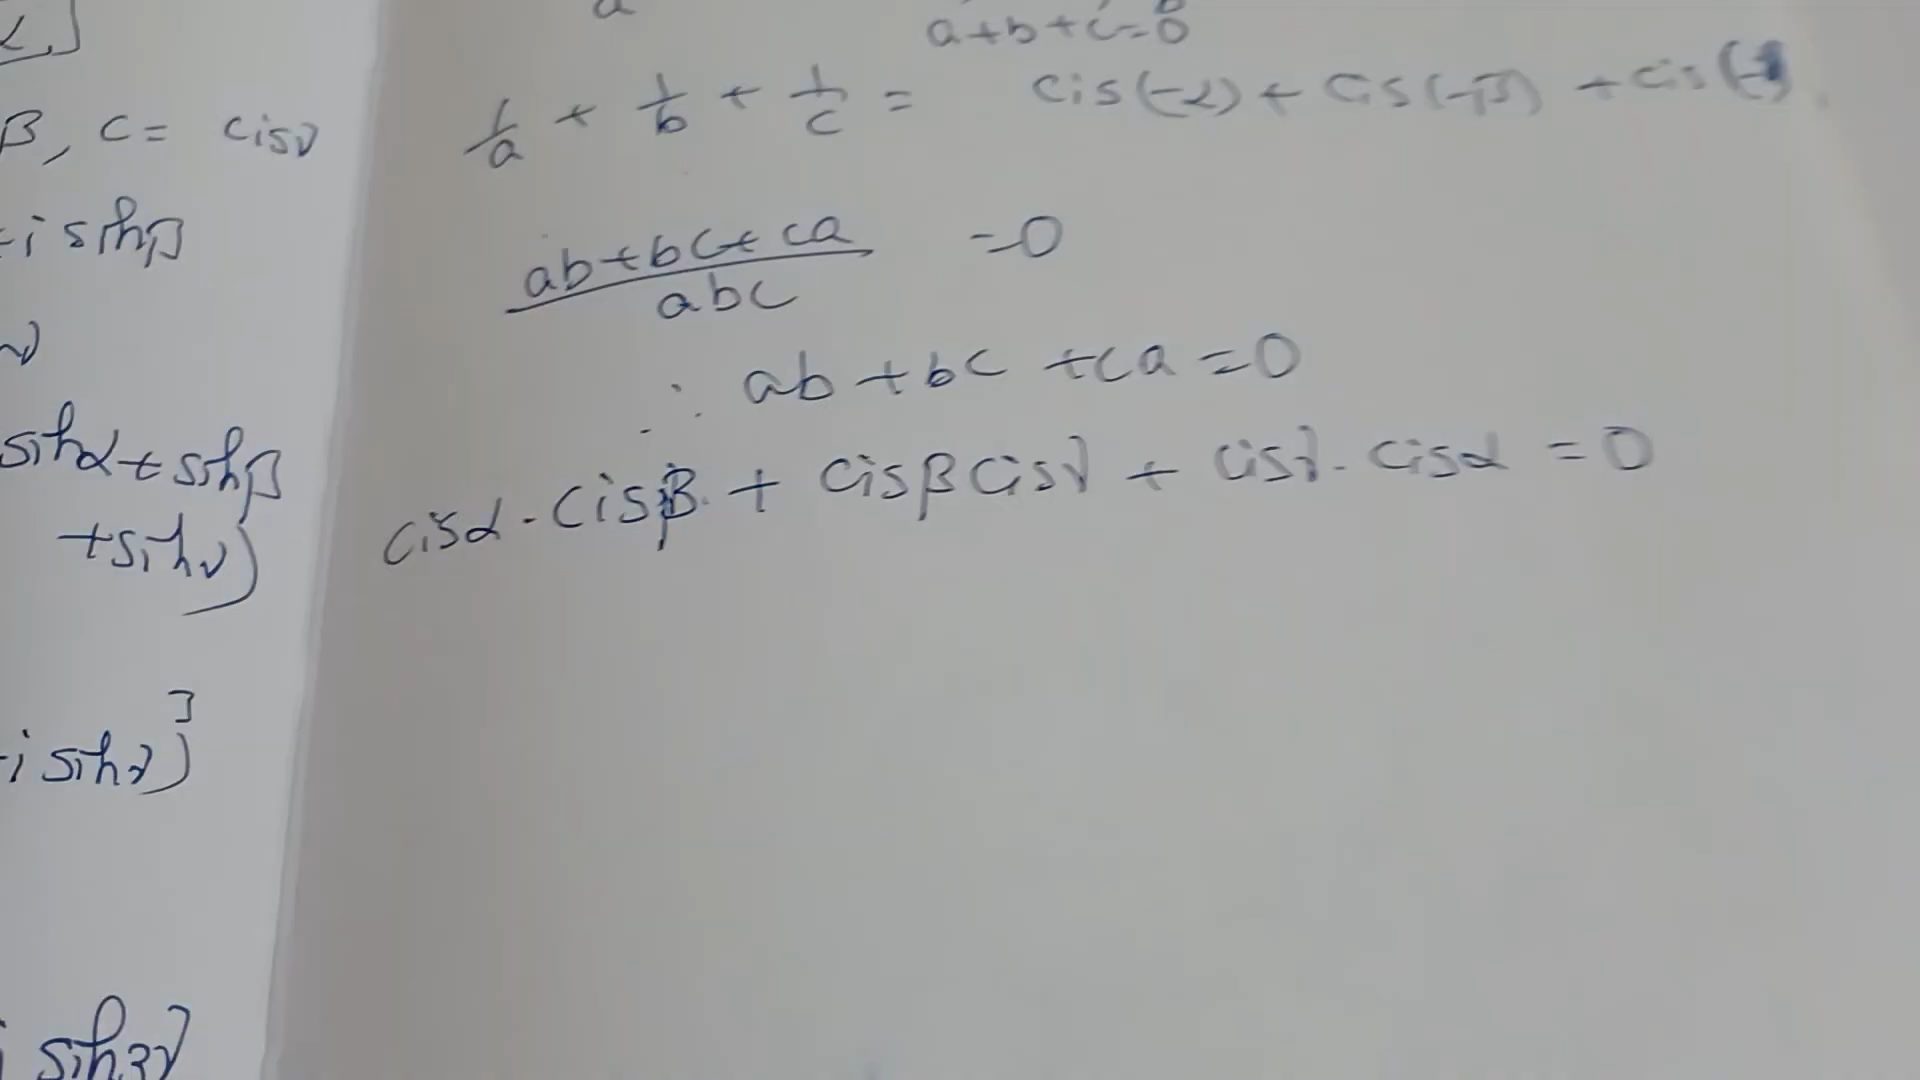 β, c = cisγ
+i sinβ
sinα + sinβ
+ sinγ)
i sinγ)³
i sin3γ
a
a+b+c=0
1/a + 1/b + 1/c = cis(-α) + cis(-β) + cis(-
ab+bc+ca/abc =0
∴ ab+bc+ca=0
cisα·cisβ + cisβ cisγ + cisγ·cisα =0